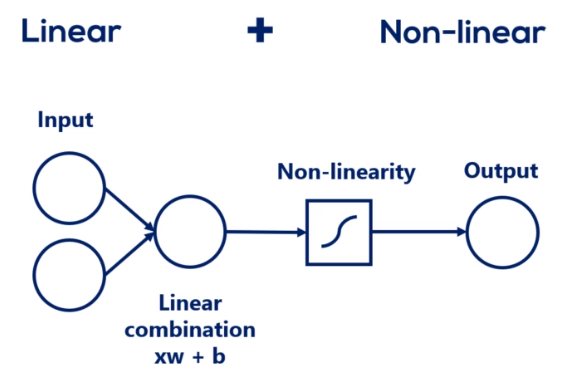 Linear + Non-linear
Input
Non-linearity
Output
Linear
combination
xw + b